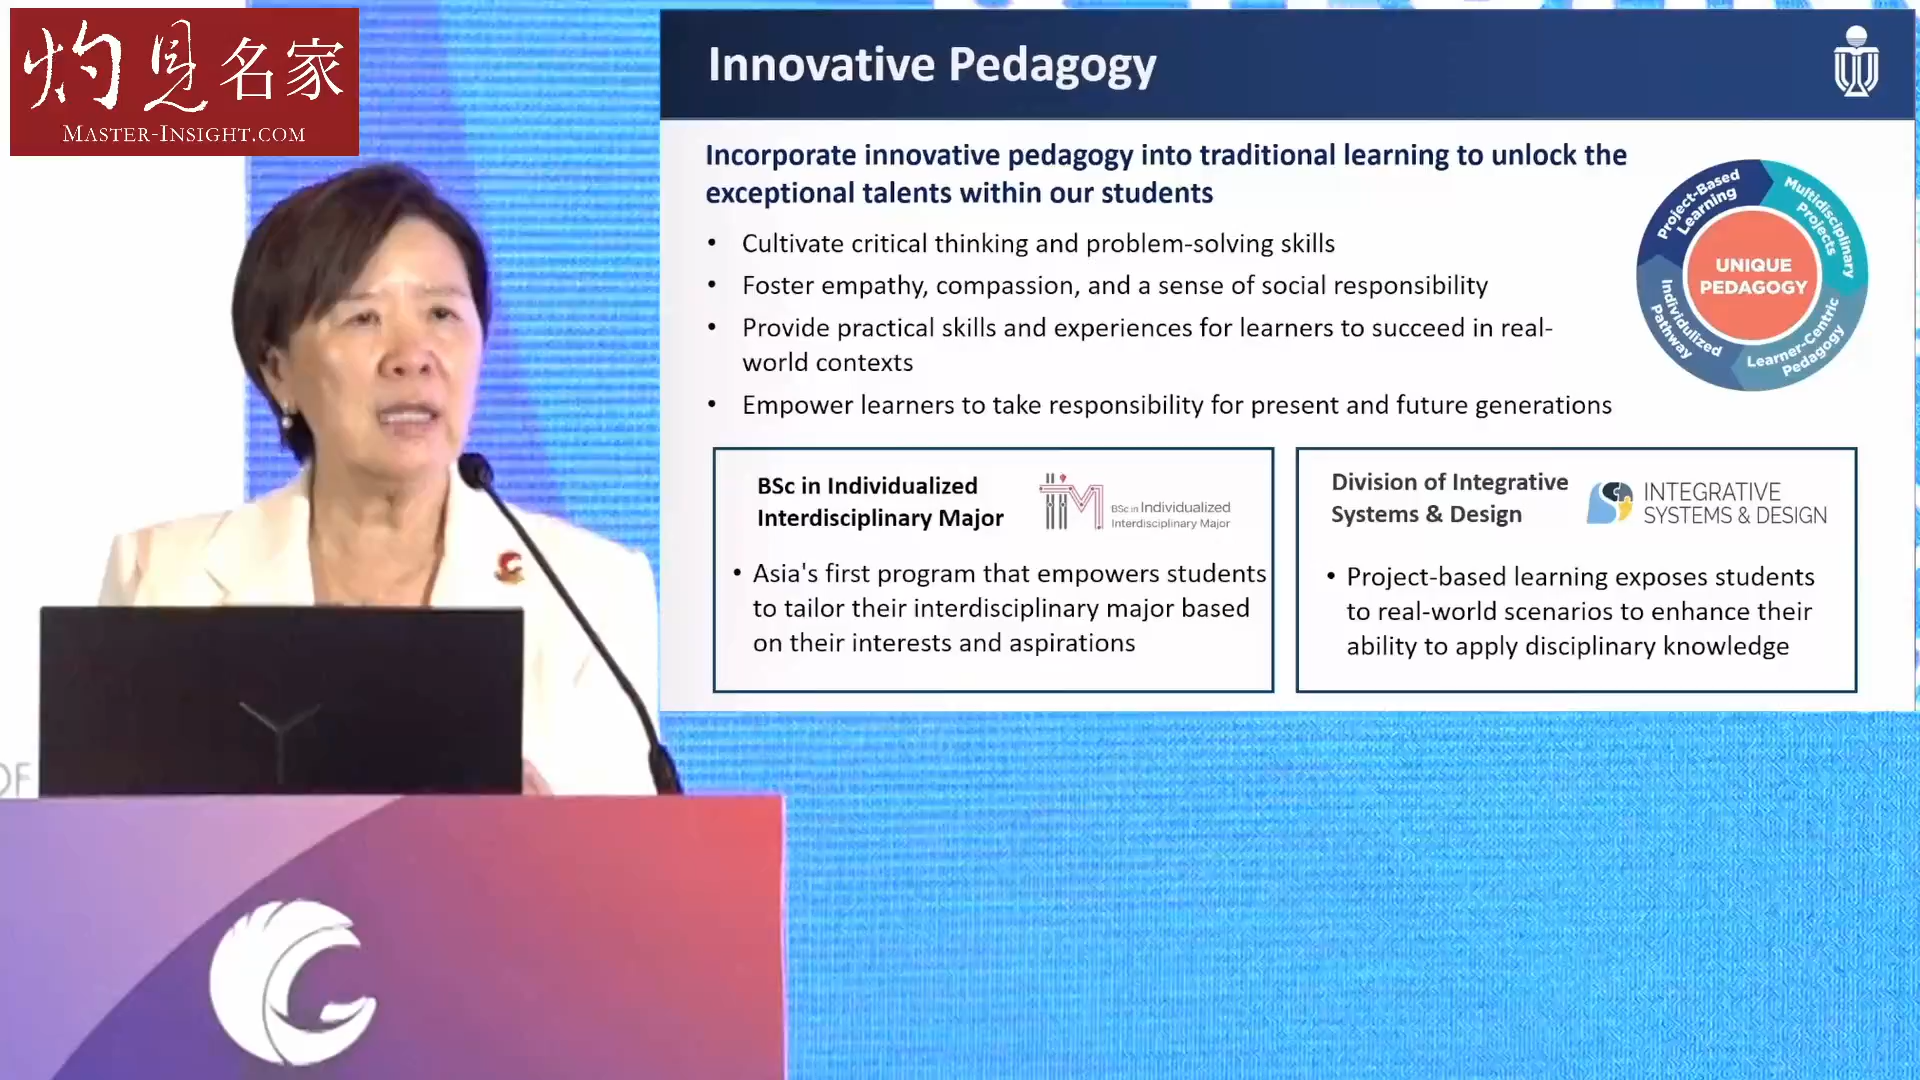 灼見名家
MASTER-INSIGHT.COM
Innovative Pedagogy
Incorporate innovative pedagogy into traditional learning to unlock the
exceptional talents within our students
• Cultivate critical thinking and problem-solving skills
• Foster empathy, compassion, and a sense of social responsibility
• Provide practical skills and experiences for learners to succeed in real-
world contexts
• Empower learners to take responsibility for present and future generations
Project-Based
Learning
Multidisciplinary
Projects
Learner-Centric
Pedagogy
Individulized
Pathway
UNIQUE
PEDAGOGY
BSc in Individualized
Interdisciplinary Major
BSc in Individualized
Interdisciplinary Major
• Asia's first program that empowers students
to tailor their interdisciplinary major based
on their interests and aspirations
Division of Integrative
Systems & Design
INTEGRATIVE
SYSTEMS & DESIGN
• Project-based learning exposes students
to real-world scenarios to enhance their
ability to apply disciplinary knowledge
OF